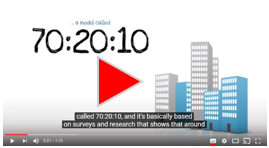 ... a model called
70:20:10
called 70:20:10, and it's basically based
on surveys and research that shows that around